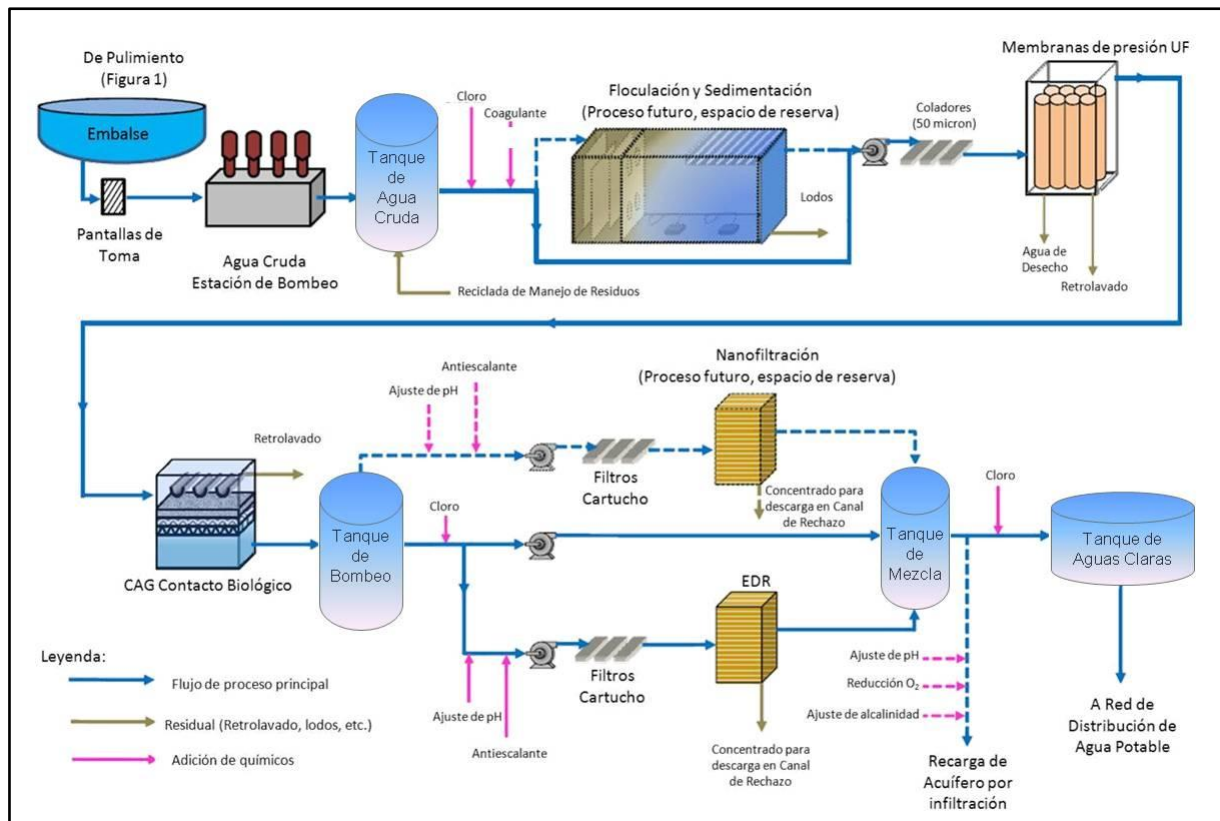 De Pulimiento
(Figura 1)
Embalse
Pantallas de
Toma
Agua Cruda
Estación de Bombeo
Tanque
de
Agua
Cruda
Reciclada de Manejo de Residuos
Cloro
Coagulante
Floculación y Sedimentación
(Proceso futuro, espacio de reserva)
Lodos
Coladores
(50 micron)
Membranas de presión UF
Agua de
Desecho
Retrolavado
Retrolavado
CAG Contacto Biológico
Tanque
de
Bombeo
Ajuste de pH
Antiescalante
Filtros
Cartucho
Nanofiltración
(Proceso futuro, espacio de reserva)
Concentrado para
descarga en Canal
de Rechazo
Cloro
Ajuste de pH
Antiescalante
Filtros
Cartucho
EDR
Concentrado para
descarga en Canal
de Rechazo
Tanque
de
Mezcla
Cloro
Tanque de
Aguas Claras
Ajuste de pH
Reducción O₂
Ajuste de alcalinidad
Recarga de
Acuífero por
infiltración
A Red de
Distribución de
Agua Potable
Leyenda:
Flujo de proceso principal
Residual (Retrolavado, lodos, etc.)
Adición de químicos